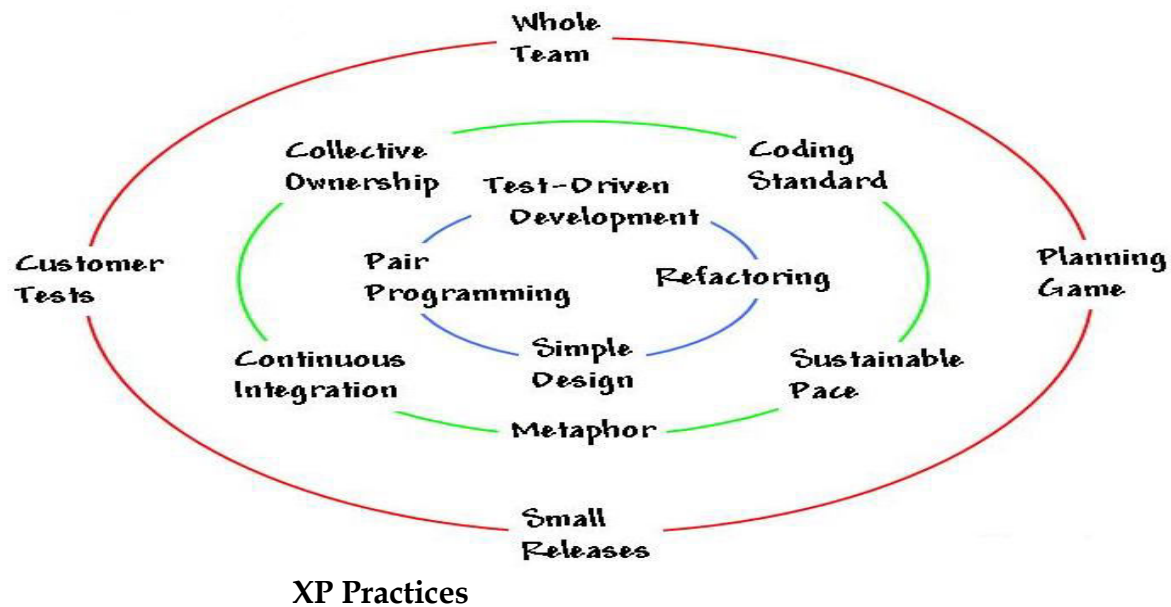 Whole
Team
Collective
Ownership
Coding
Standard
Test-Driven
Development
Customer
Tests
Pair
Programming
Refactoring
Planning
Game
Continuous
Integration
Simple
Design
Sustainable
Pace
Metaphor
Small
Releases
XP Practices